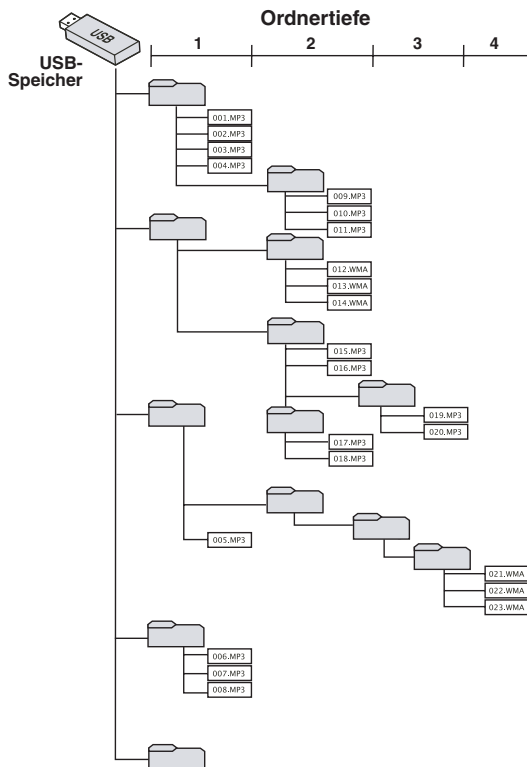 Ordnertiefe
USB
USB-
Speicher
1 2 3 4
001.MP3
002.MP3
003.MP3
004.MP3
009.MP3
010.MP3
011.MP3
012.WMA
013.WMA
014.WMA
015.MP3
016.MP3
019.MP3
020.MP3
017.MP3
018.MP3
005.MP3
021.WMA
022.WMA
023.WMA
006.MP3
007.MP3
008.MP3